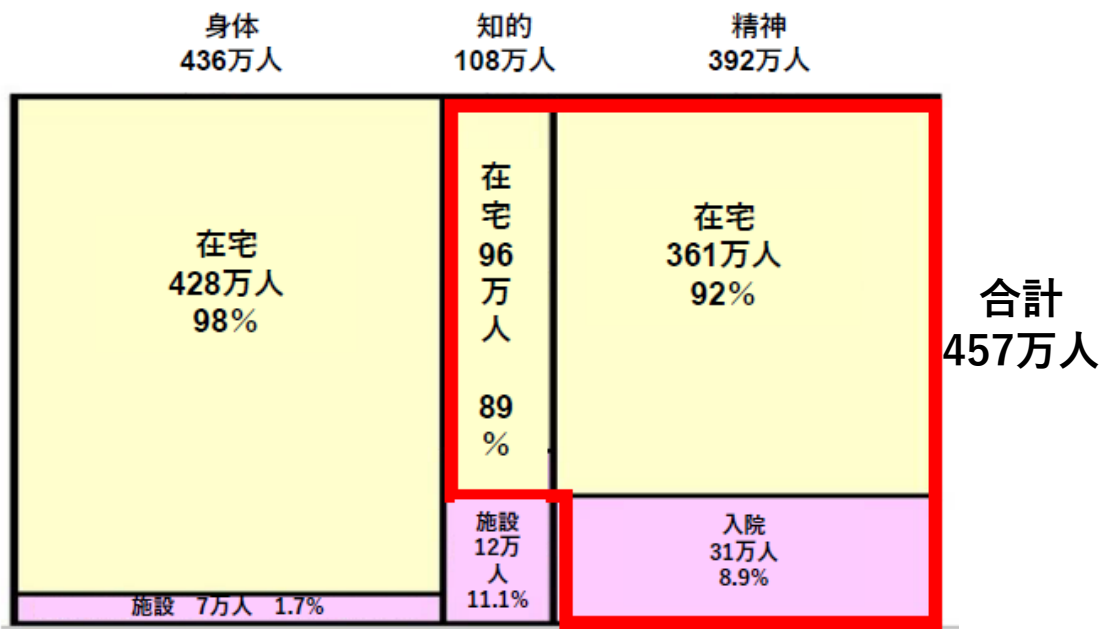 身体
436万人
知的
108万人
精神
392万人
在宅
428万人
98%
在
宅
96
万
人
89
%
在宅
361万人
92%
合計
457万人
施設 7万人 1.7%
施設
12万
人
11.1%
入院
31万人
8.9%